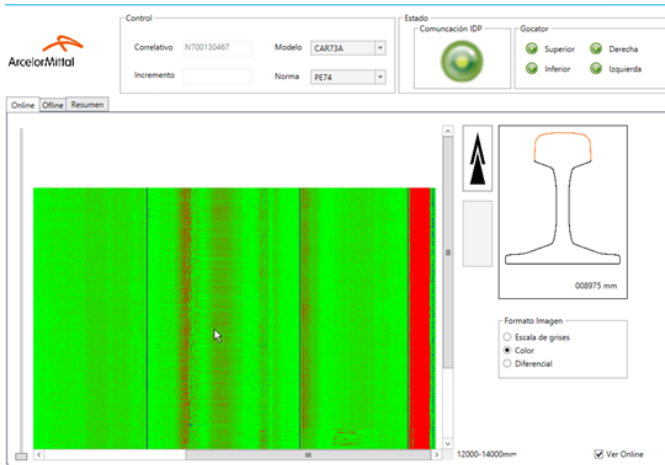 Control
Estado
Comuncación IDP
Gocator
ArcelorMittal
Correlativo N700130467 Modelo CAR73A
Superior Derecha
Incremento Norma PE74
Inferior Izquierda
Online Ofline Resumen
008975 mm
Formato Imagen
Escala de grises
Color
Diferencial
12000-14000mm Ver Online